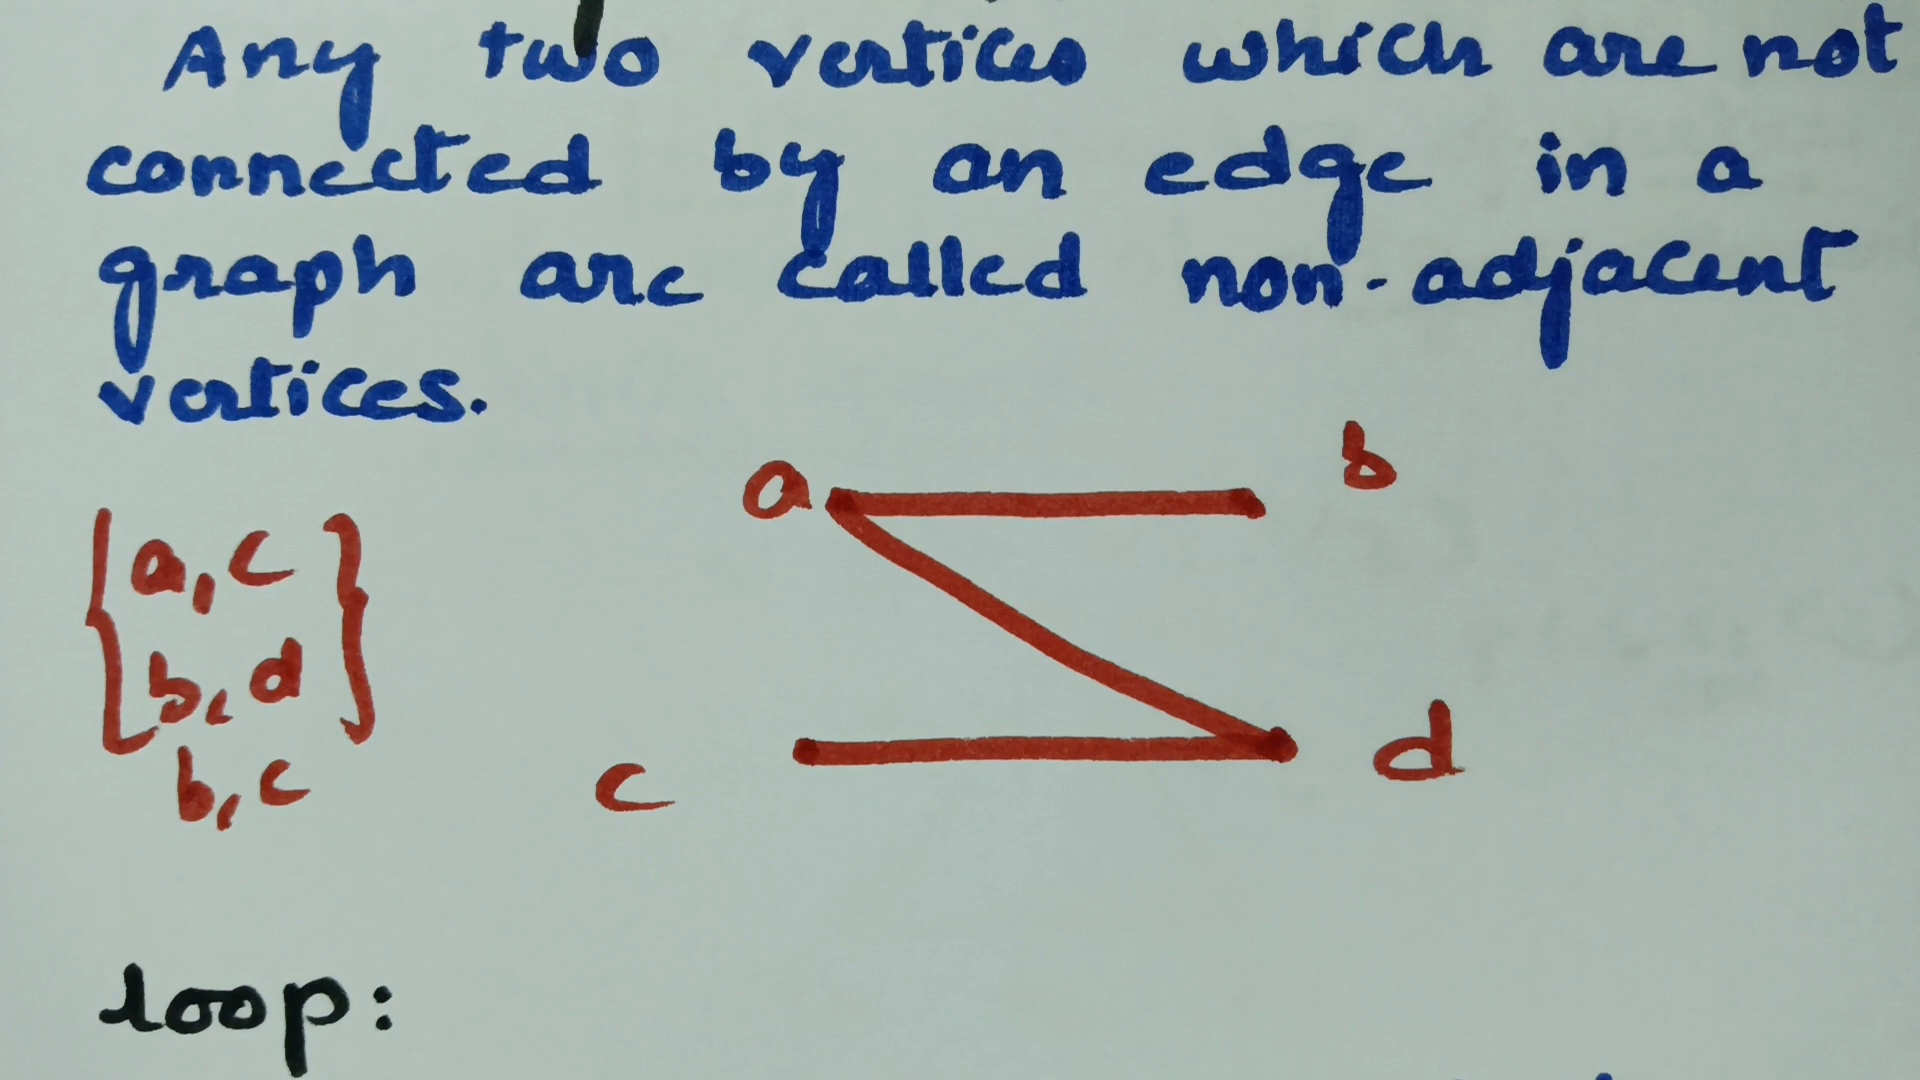 Any two vertices which are not
connected by an edge in a
graph are called non-adjacent
vertices.
a b
{a, c
b, d}
b, c
c d
loop: